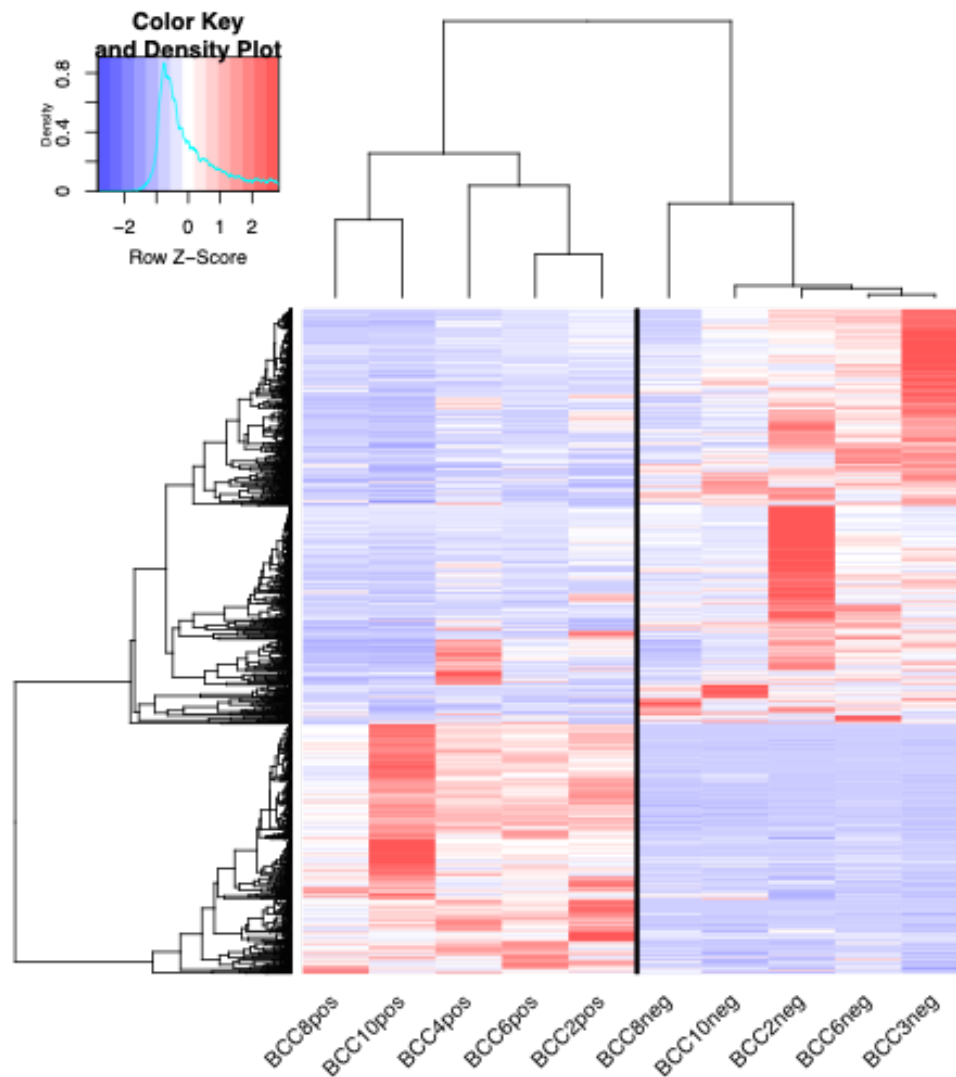 Color Key
and Density Plot
Density
0 0.4 0.8
−2 0 1 2
Row Z−Score
BCC8pos
BCC10pos
BCC4pos
BCC6pos
BCC2pos
BCC8neg
BCC10neg
BCC2neg
BCC6neg
BCC3neg